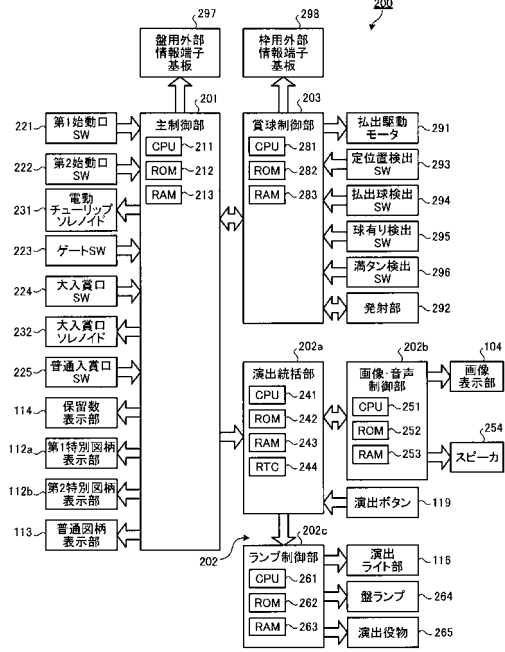 200
297
298
盤用外部
情報端子
基板
枠用外部
情報端子
基板
201
203
主制御部
CPU
211
ROM
212
RAM
213
賞球制御部
CPU
281
ROM
282
RAM
283
221
第1始動口
SW
222
第2始動口
SW
231
電動
チューリップ
ソレノイド
223
ゲートSW
224
大入賞口
SW
232
大入賞口
ソレノイド
225
普通入賞口
SW
114
保留数
表示部
112a
第1特別図柄
表示部
112b
第2特別図柄
表示部
113
普通図柄
表示部
払出駆動
モータ
291
定位置検出
SW
293
払出球検出
SW
294
球有り検出
SW
295
満タン検出
SW
296
発射部
292
202a
演出統括部
CPU
241
ROM
242
RAM
243
RTC
244
202b
画像・音声
制御部
CPU
251
ROM
252
RAM
253
104
画像
表示部
254
スピーカ
演出ボタン
119
202
202c
ランプ制御部
CPU
261
ROM
262
RAM
263
演出
ライト部
116
盤ランプ
264
演出役物
265